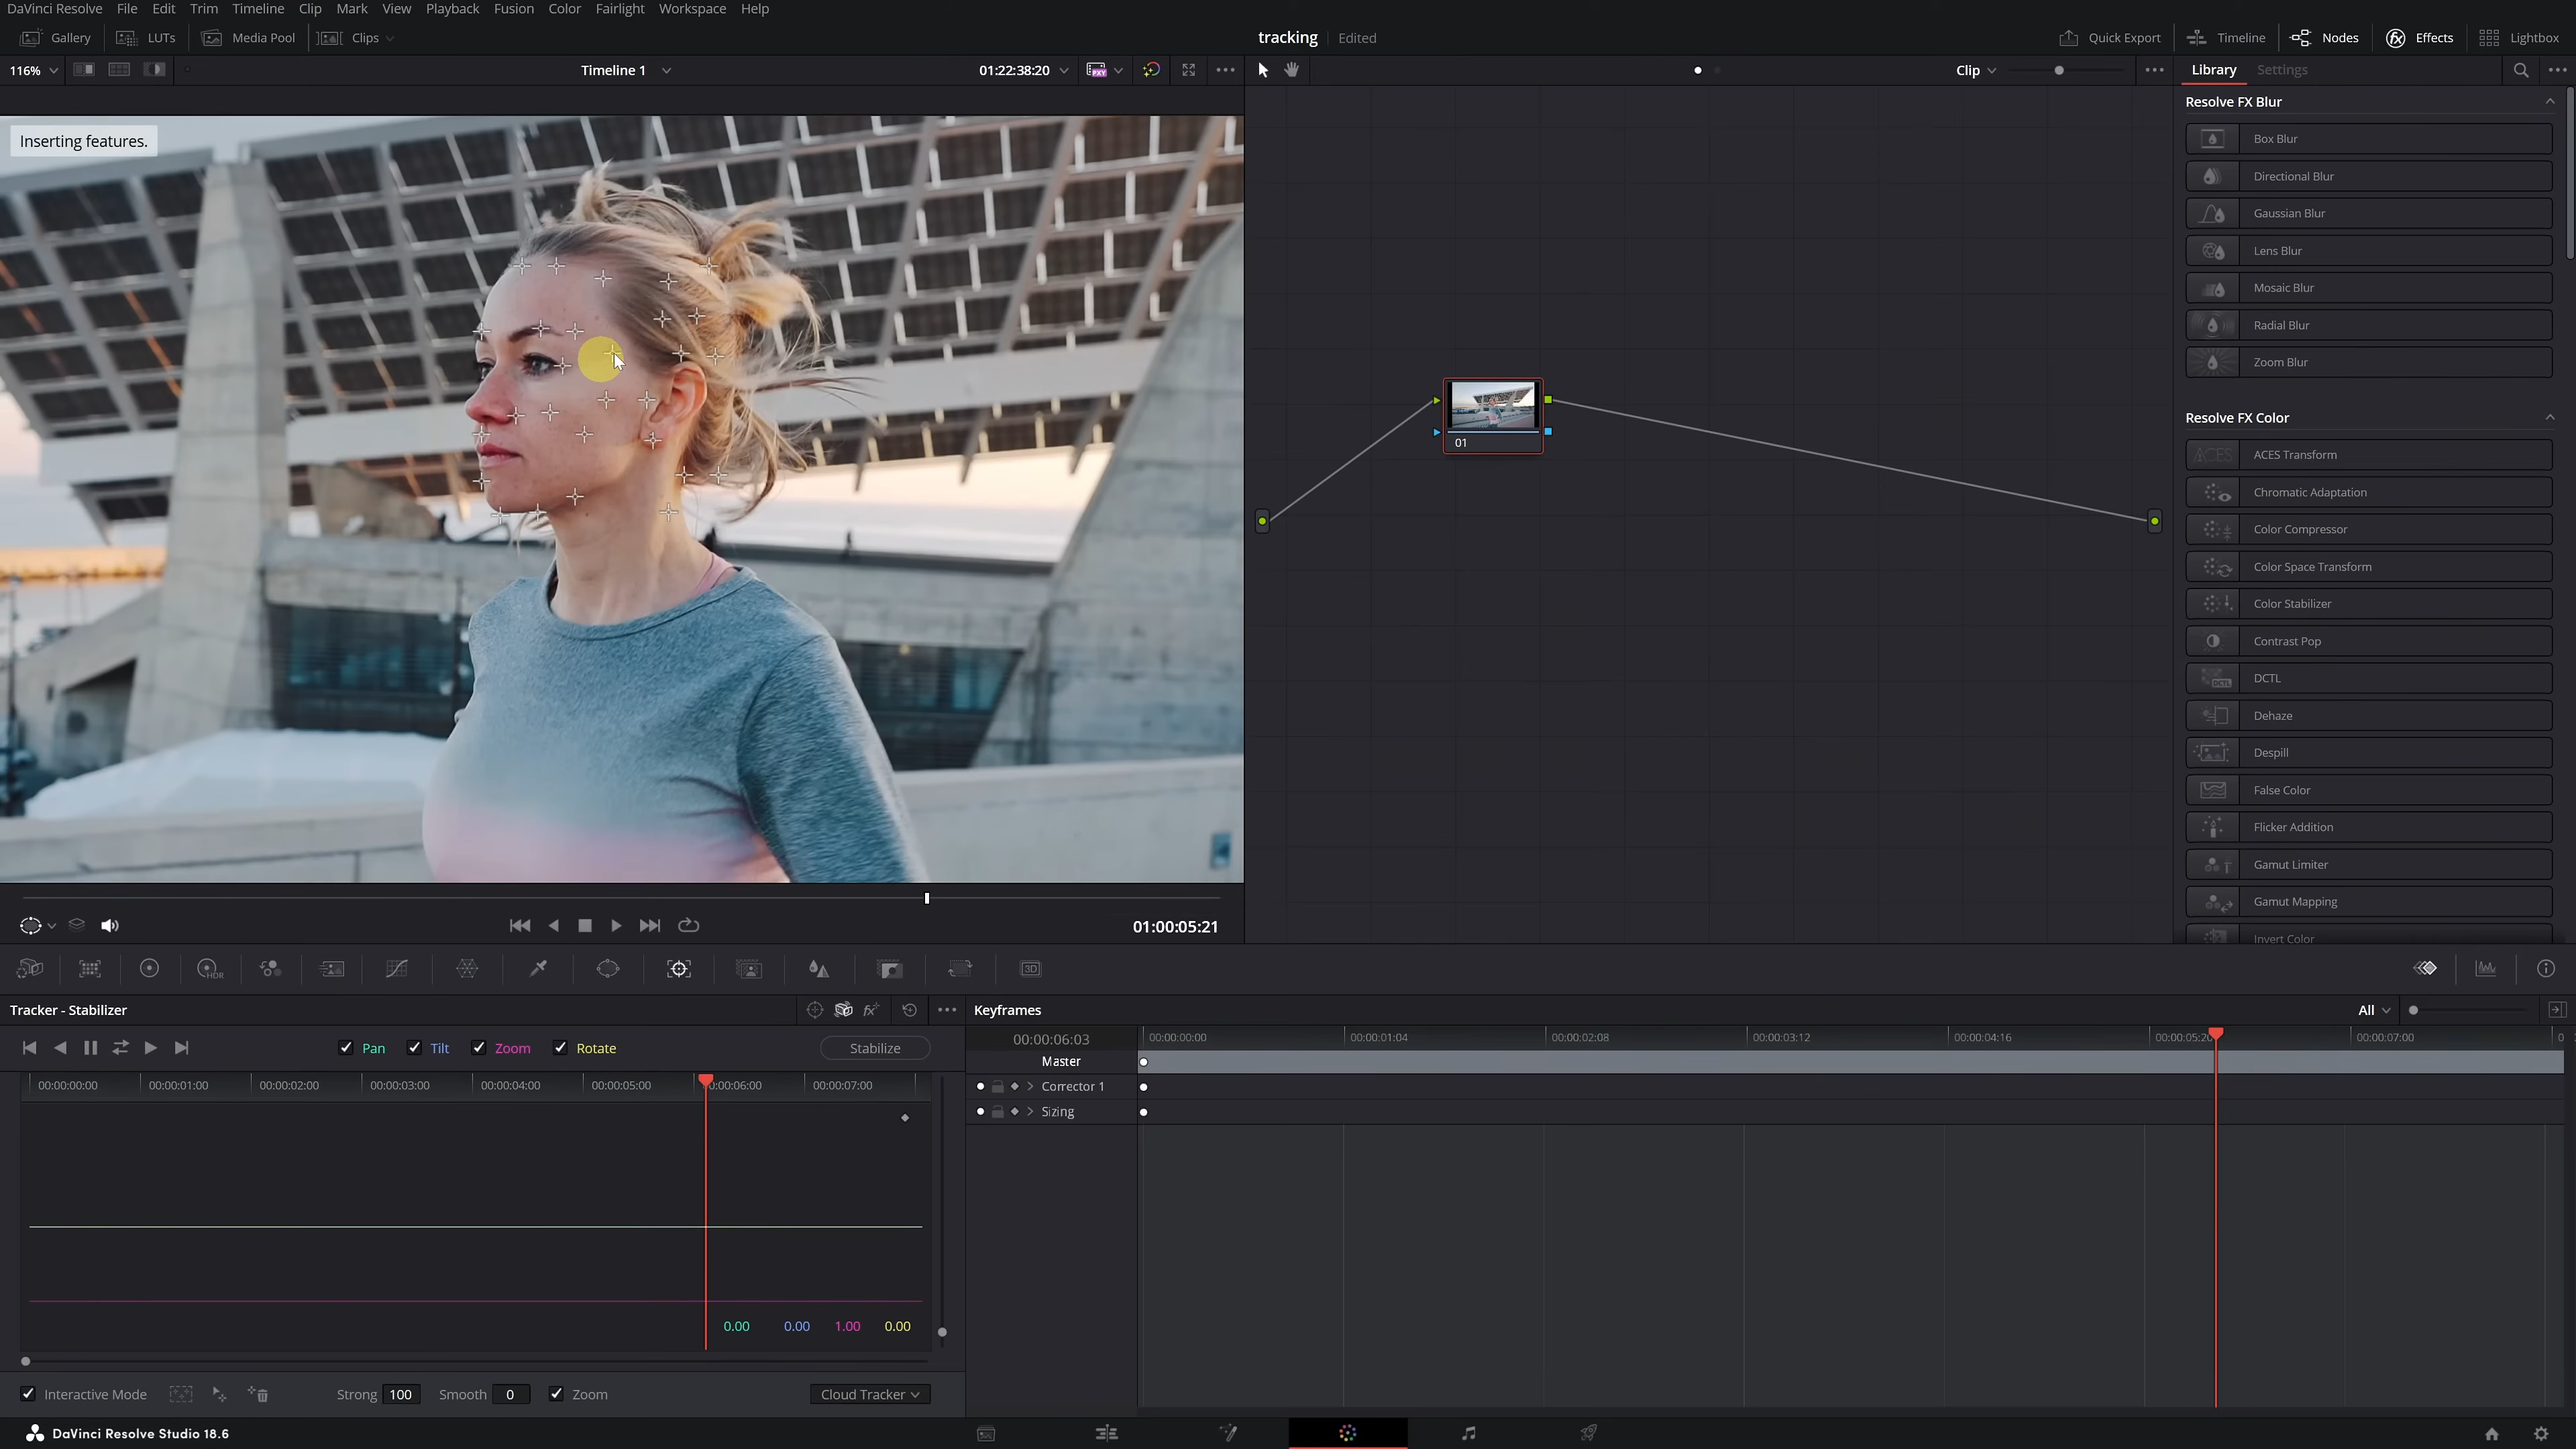 DaVinci Resolve File Edit Trim Timeline Clip Mark View Playback Fusion Color Fairlight Workspace Help
Gallery LUTs Media Pool Clips tracking Edited Quick Export Timeline Nodes Effects Lightbox
116% Timeline 1 01:22:38:20 PXY Clip Library Settings
Inserting features.
Resolve FX Blur
Box Blur
Directional Blur
Gaussian Blur
Lens Blur
Mosaic Blur
Radial Blur
Zoom Blur
Resolve FX Color
ACES ACES Transform
Chromatic Adaptation
Color Compressor
Color Space Transform
Color Stabilizer
Contrast Pop
DCTL DCTL
Dehaze
Despill
False Color
Flicker Addition
Gamut Limiter
Gamut Mapping
Invert Color
01
01:00:05:21
HDR 3D
Tracker - Stabilizer
Pan Tilt Zoom Rotate Stabilize
00:00:00:00 00:00:01:00 00:00:02:00 00:00:03:00 00:00:04:00 00:00:05:00 00:00:06:00 00:00:07:00
0.00 0.00 1.00 0.00
Interactive Mode Strong 100 Smooth 0 Zoom Cloud Tracker
Keyframes All
00:00:06:03 00:00:00:00 00:00:01:04 00:00:02:08 00:00:03:12 00:00:04:16 00:00:05:20 00:00:07:00 0
Master
Corrector 1
Sizing
DaVinci Resolve Studio 18.6